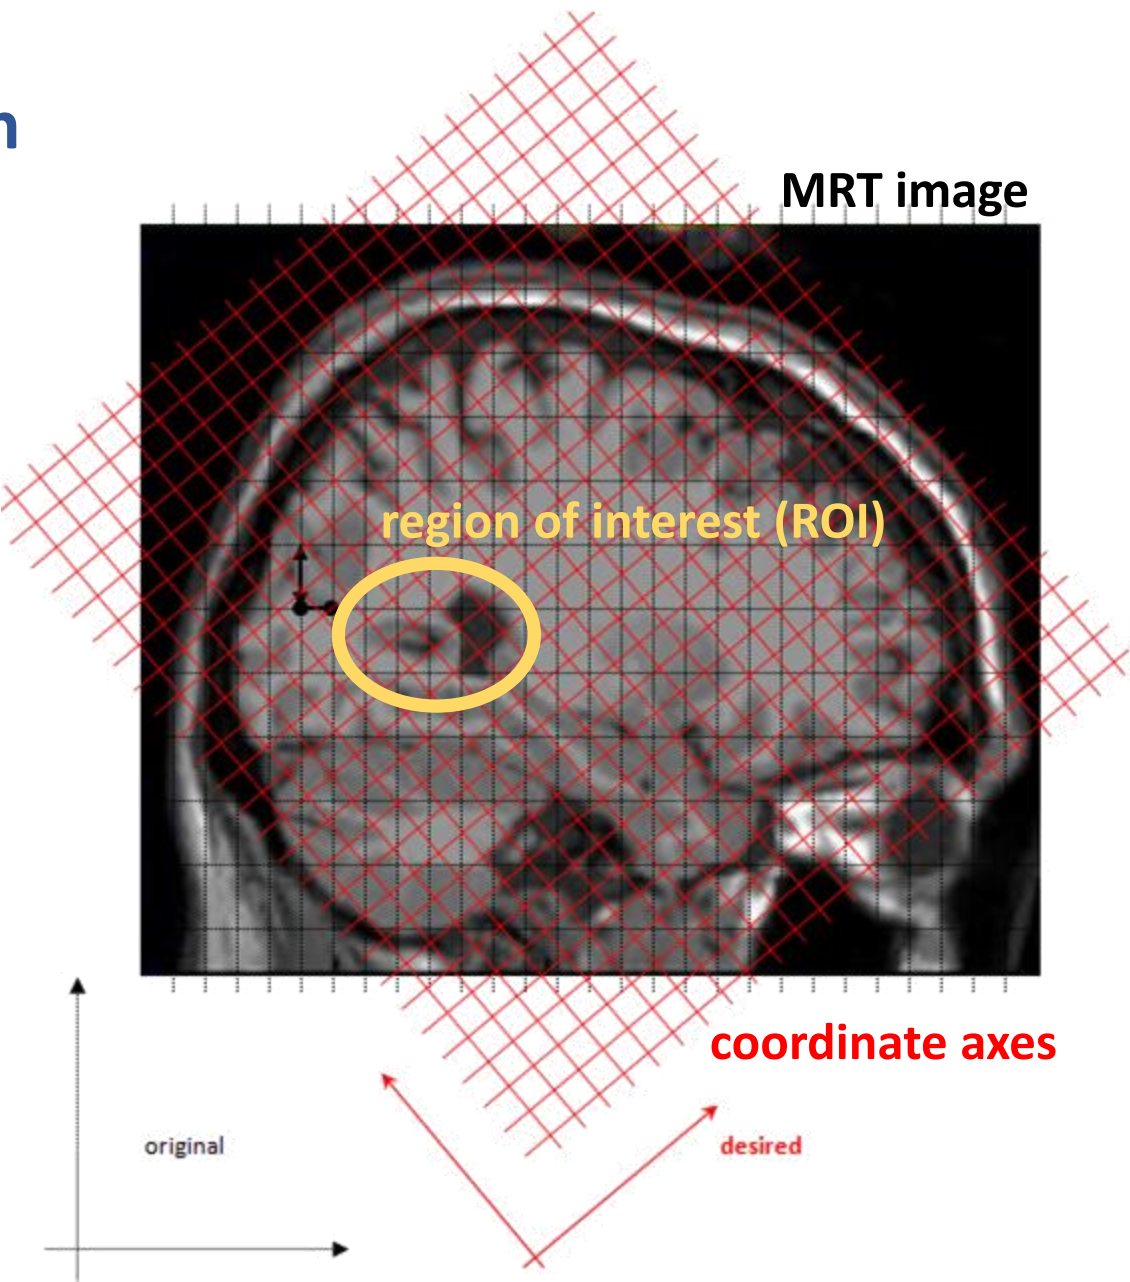 n
MRT image
region of interest (ROI)
coordinate axes
original
desired